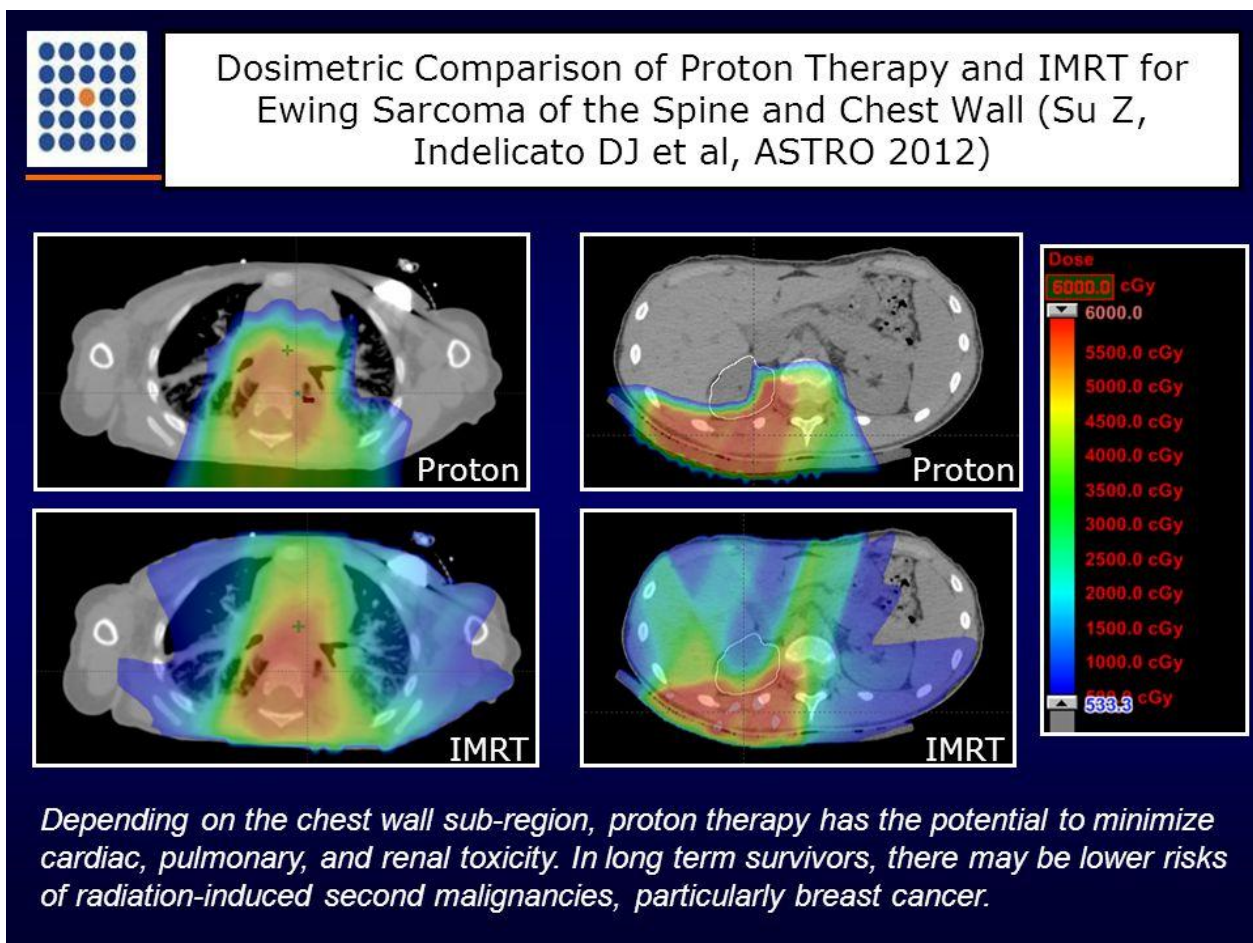 Dosimetric Comparison of Proton Therapy and IMRT for
Ewing Sarcoma of the Spine and Chest Wall (Su Z,
Indelicato DJ et al, ASTRO 2012)
Proton
Proton
IMRT
IMRT
Dose
6000.0 cGy
6000.0
5500.0 cGy
5000.0 cGy
4500.0 cGy
4000.0 cGy
3500.0 cGy
3000.0 cGy
2500.0 cGy
2000.0 cGy
1500.0 cGy
1000.0 cGy
cGy
533.3
Depending on the chest wall sub-region, proton therapy has the potential to minimize
cardiac, pulmonary, and renal toxicity. In long term survivors, there may be lower risks
of radiation-induced second malignancies, particularly breast cancer.